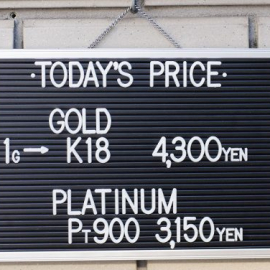 ·TODAY'S PRICE·
GOLD
1G→ K18 4,300YEN
PLATINUM
PT900 3,150YEN